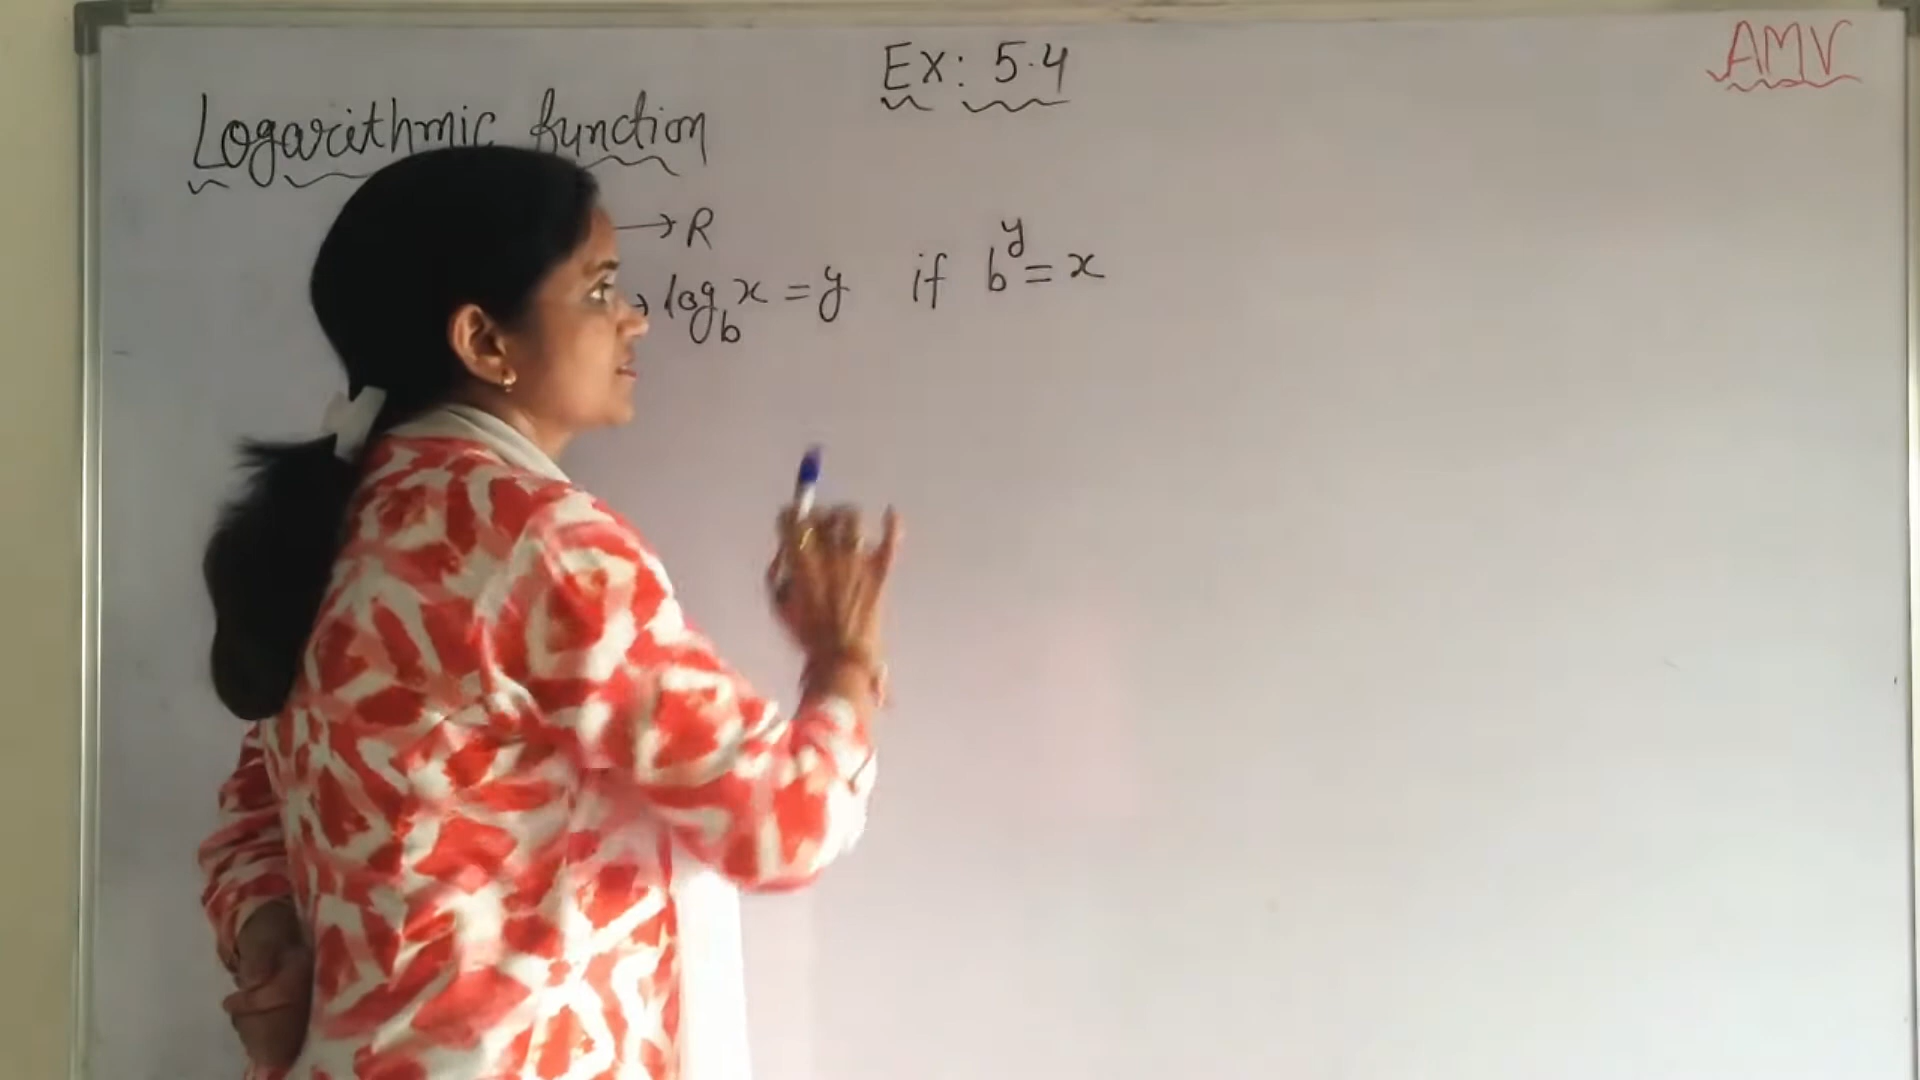 Ex: 5.4
AMV
Logarithmic function
→ R
→ log_b x = y if b^y = x